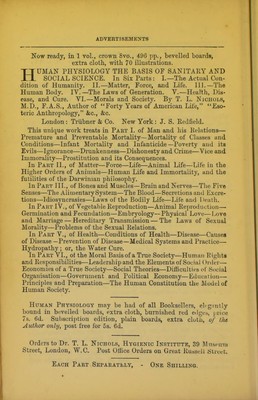 ADVERTISEMENTS
Now ready, in 1 vol., crown 8vo., 496 pp., bevelled boards,
extra cloth, with 70 illustrations.
HUMAN PHYSIOLOGY THE BASIS OF SANITARY AND
SOCIAL SCIENCE. In Six Parts: I.—The Actual Con-
dition of Humanity. II.—Matter, Force, and Life. III.—The
Human Body. IV.—The Laws of Generation. V.—Health, Dis-
ease, and Cure. VI.—Morals and Society. By T. L. NICHOLS,
M.D., F.A.S., Author of "Forty Years of American Life," "Eso-
teric Anthropology," &c., &c.
London: Trübner & Co. New York: J. S. Redfield.
This unique work treats in PART I. of Man and his Relations—
Premature and Preventable Mortality—Mortality of Classes and
Conditions—Infant Mortality and Infanticide—Poverty and its
Evils—Ignorance—Drunkenness—Dishonesty and Crime—Vice and
Immorality—Prostitution and its Consequences.
In PART II., of Matter—Force—Life—Animal Life—Life in the
Higher Orders of Animals—Human Life and Immortality, and the
futilities of the Darwinian philosophy.
In PART III., of Bones and Muscles—Brain and Nerves—The Five
Senses—The Alimentary System—The Blood—Secretions and Excre-
tions—Idiosyncrasies—Laws of the Bodily Life—Life and Death.
In PART IV., of Vegetable Reproduction—Animal Reproduction—
Germination and Fecundation—Embryology—Physical Love—Love
and Marriage—Hereditary Transmission—The Laws of Sexual
Morality—Problems of the Sexual Relations.
In PART V., of Health—Conditions of Health—Disease—Causes
of Disease—Prevention of Disease—Medical Systems and Practice—
Hydropathy; or, the Water Cure.
In PART VI., of the Moral Basis of a True Society—Human Rights
and Responsibilities—Leadership and the Elements of Social Order—
Economies of a True Society—Social Theories—Difficulties of Social
Organisation—Government and Political Economy—Education—
Principles and Preparation—The Human Constitution the Model of
Human Society.
HUMAN PHYSIOLOGY may be had of all Booksellers, elegantly
bound in bevelled boards, extra cloth, burnished red edges, price
7s. 6d. Subscription edition, plain boards, extra cloth, of the
Author only, post free for 5s. 6d.
Orders to Dr. T. L. NICHOLS, HYGIENIC INSTITUTE, 39 Museum
Street, London, W.C. Post Office Orders on Great Russell Street.
EACH PART SEPARATELY, - ONE SHILLING.